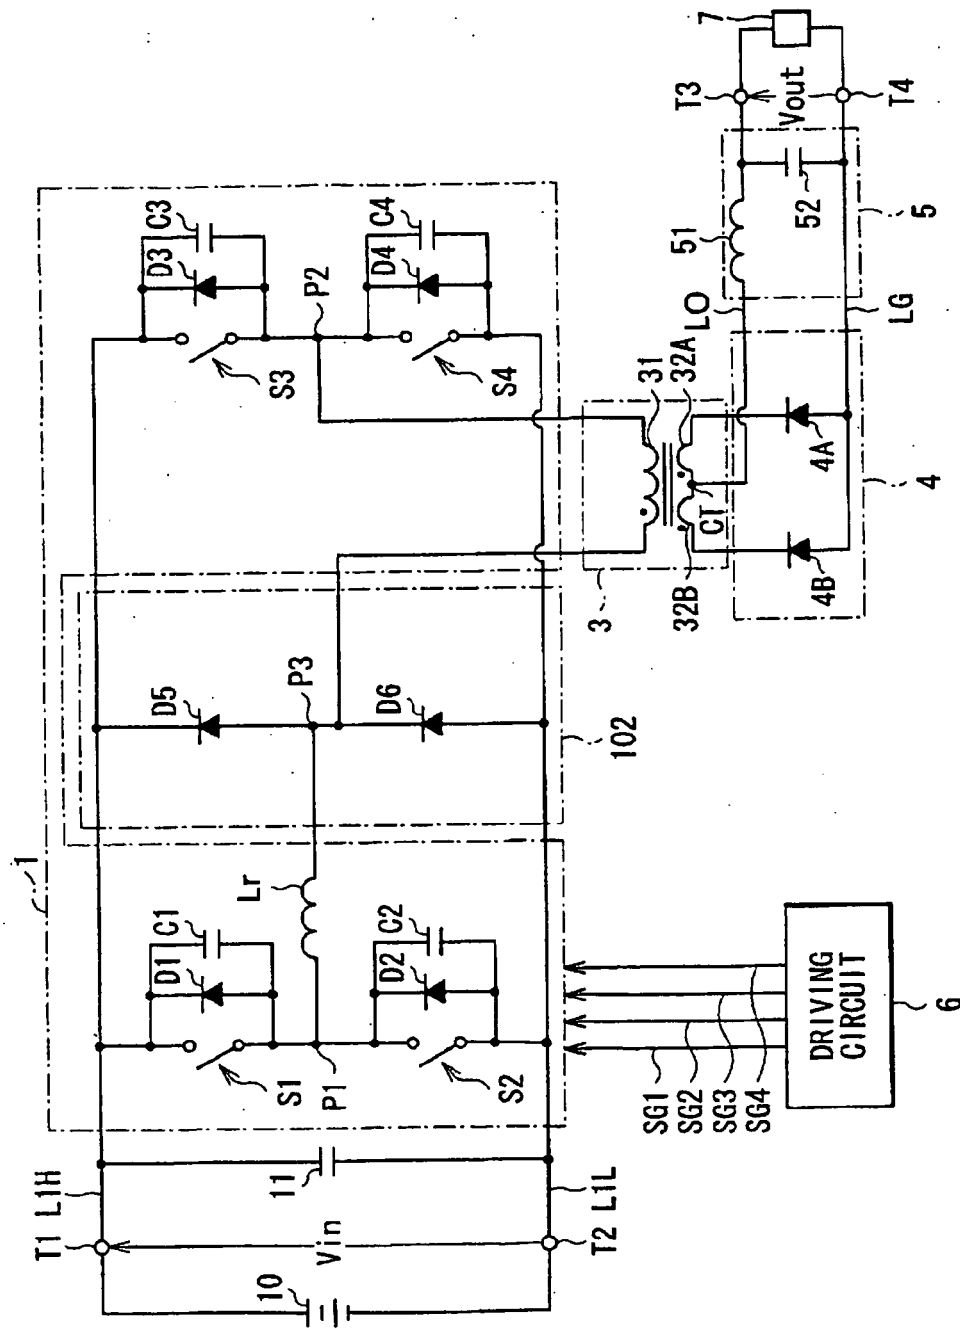 1
T1
L1H
10
Vin
11
T2
L1L
S1
D1
C1
P1
S2
D2
C2
Lr
D5
P3
D6
102
D3
C3
S3
P2
D4
C4
S4
3
31
32A
32B
CT
4A
4B
4
LO
LG
51
52
5
T3
Vout
T4
7
SG1
SG2
SG3
SG4
DRIVING
CIRCUIT
6